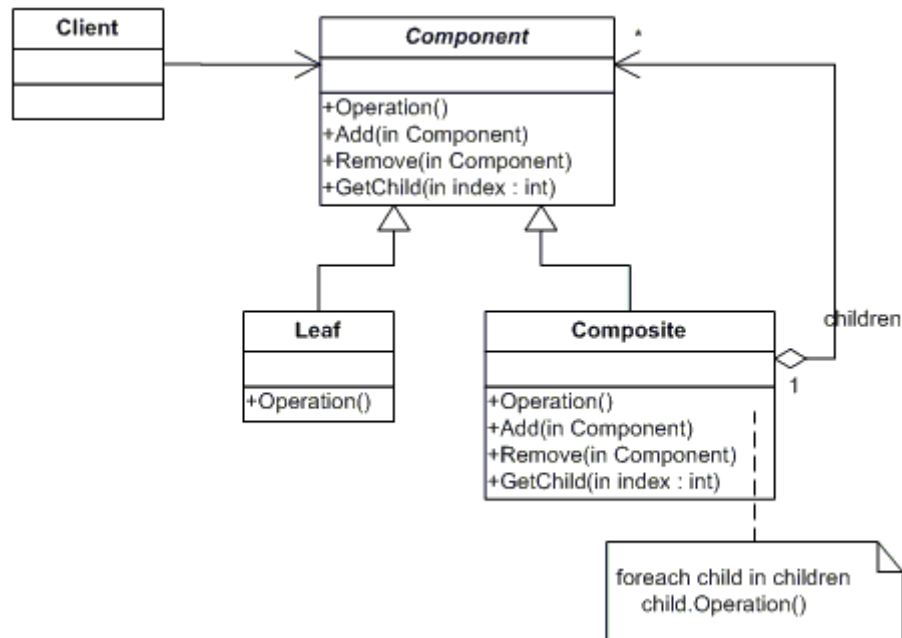 Client
Component
*
+Operation()
+Add(in Component)
+Remove(in Component)
+GetChild(in index : int)
Leaf
+Operation()
Composite
children
1
+Operation()
+Add(in Component)
+Remove(in Component)
+GetChild(in index : int)
foreach child in children
child.Operation()